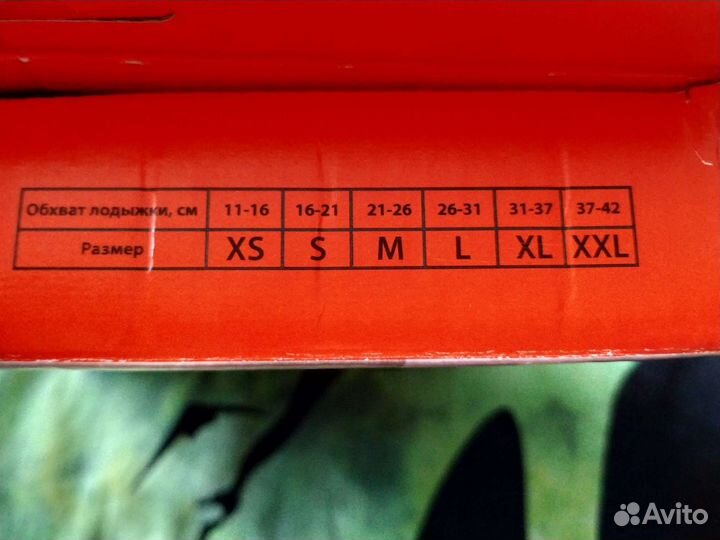 Обхват лодыжки, см 11-16 16-21 21-26 26-31 31-37 37-42
Размер XS S M L XL XXL
Avito